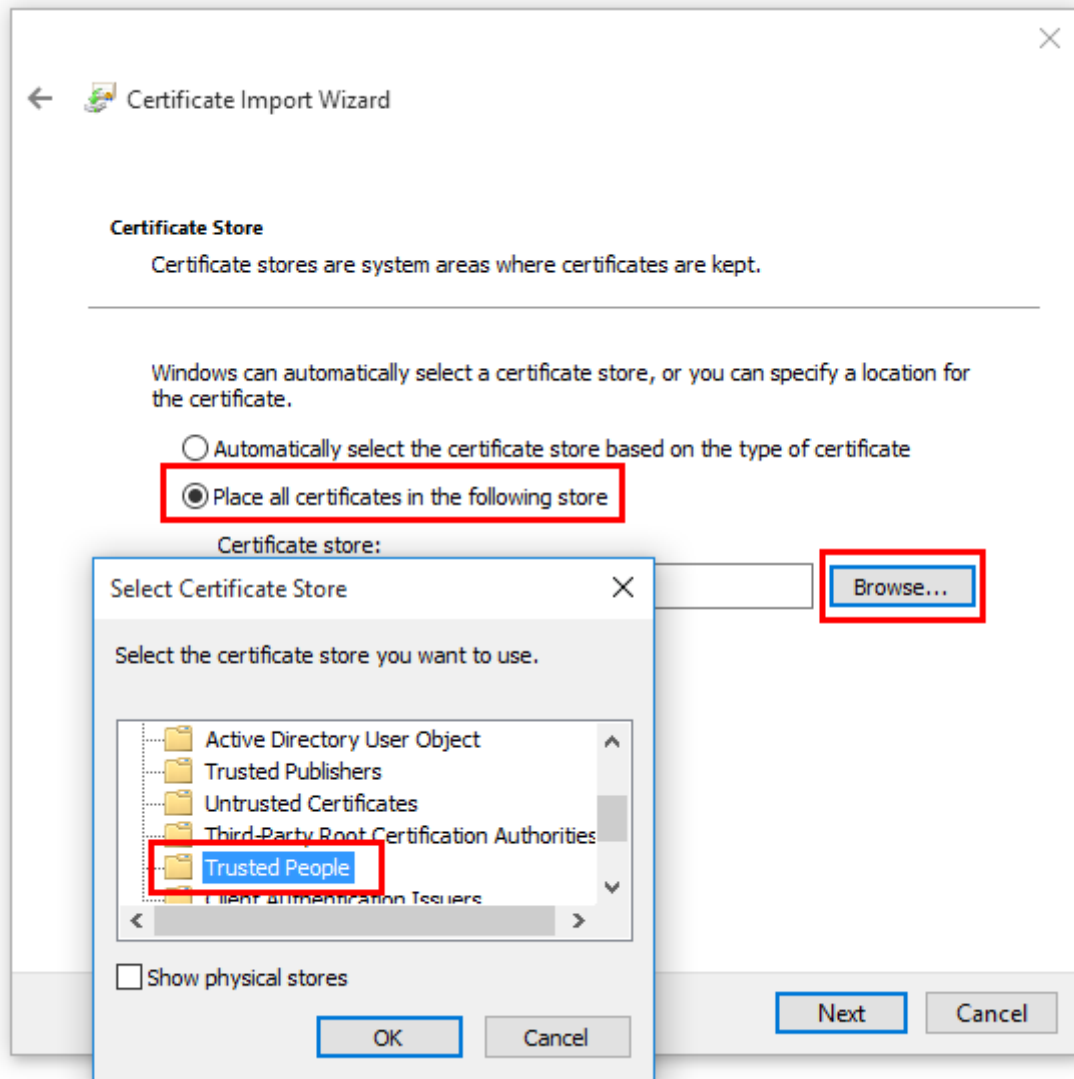 Certificate Import Wizard
Certificate Store
Certificate stores are system areas where certificates are kept.
Windows can automatically select a certificate store, or you can specify a location for
the certificate.
Automatically select the certificate store based on the type of certificate
Place all certificates in the following store
Certificate store:
Browse...
Select Certificate Store
Select the certificate store you want to use.
Active Directory User Object
Trusted Publishers
Untrusted Certificates
Third-Party Root Certification Authorities
Trusted People
Client Authentication Issuers
Show physical stores
OK
Cancel
Next
Cancel